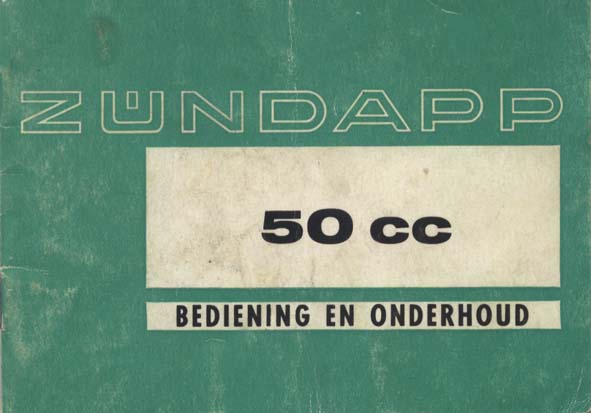 ZÜNDAPP
50 cc
BEDIENING EN ONDERHOUD